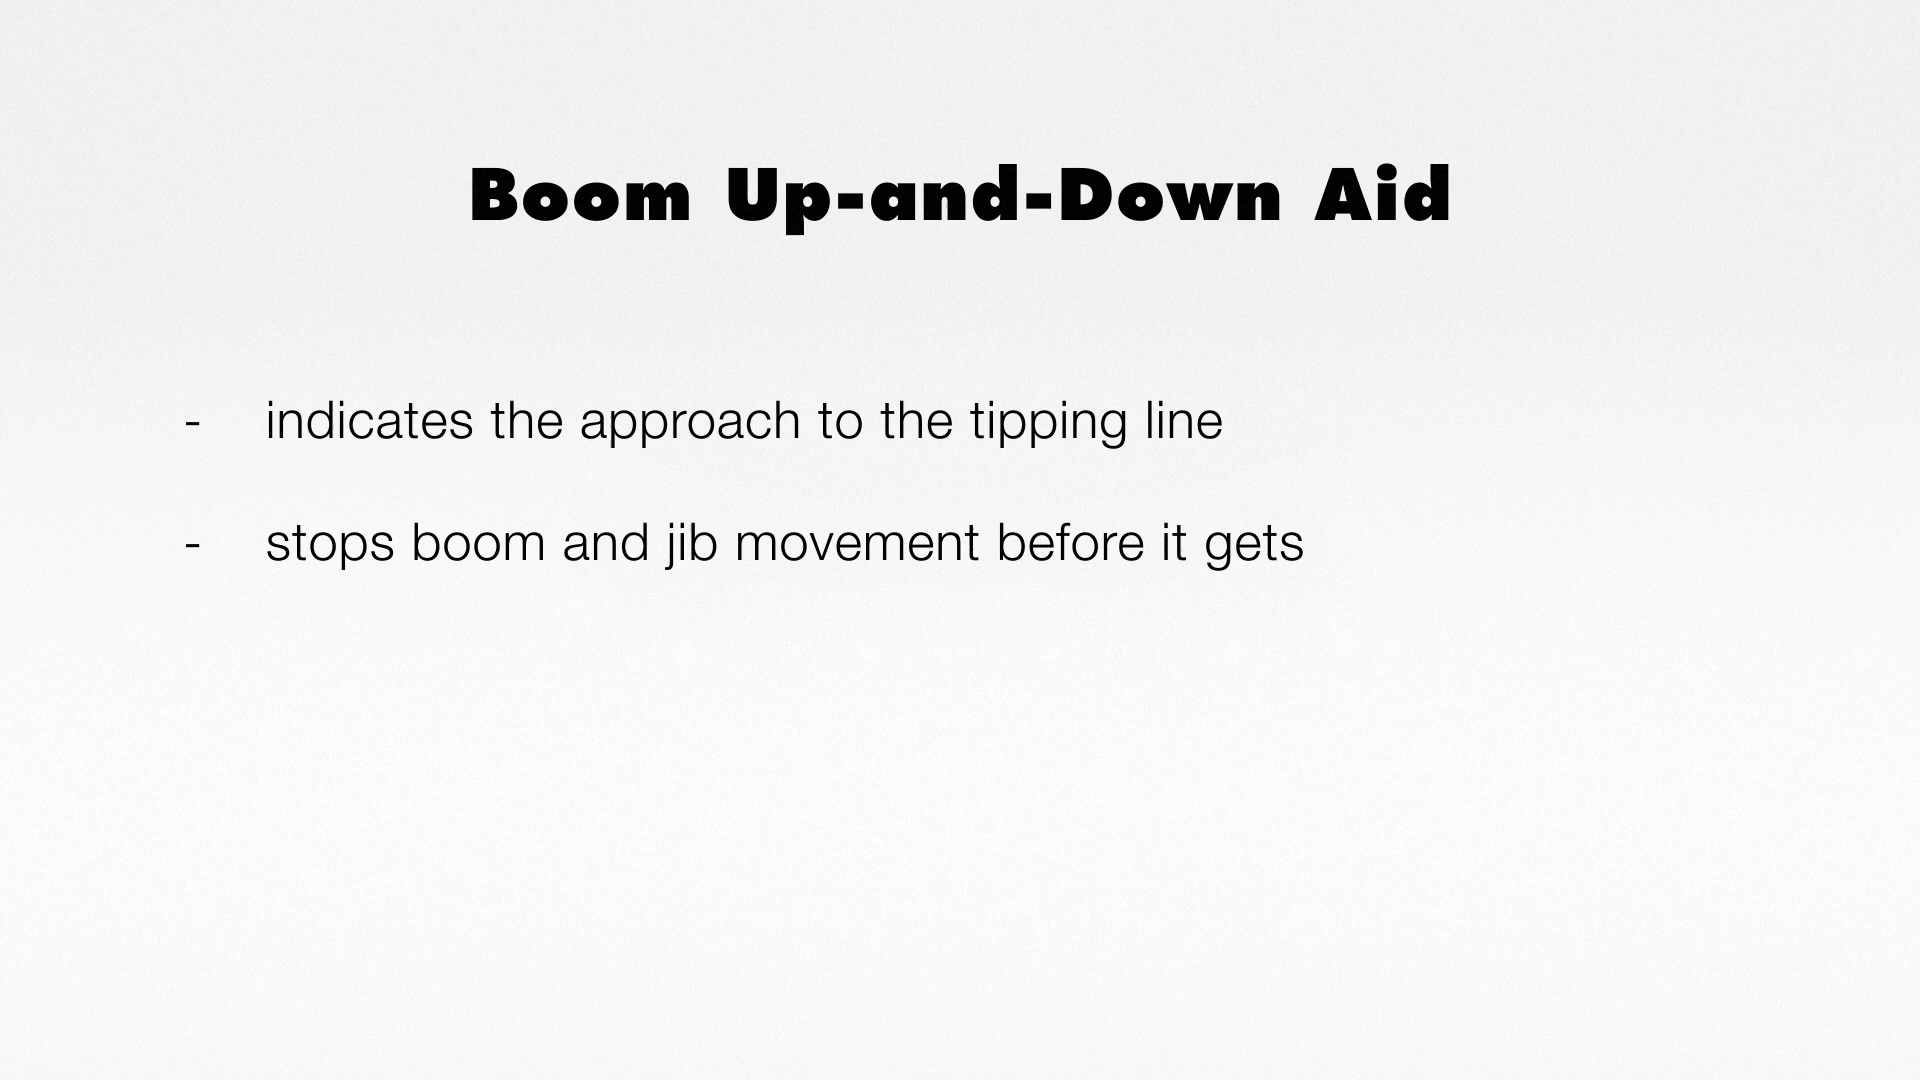 Boom Up-and-Down Aid
- indicates the approach to the tipping line
- stops boom and jib movement before it gets